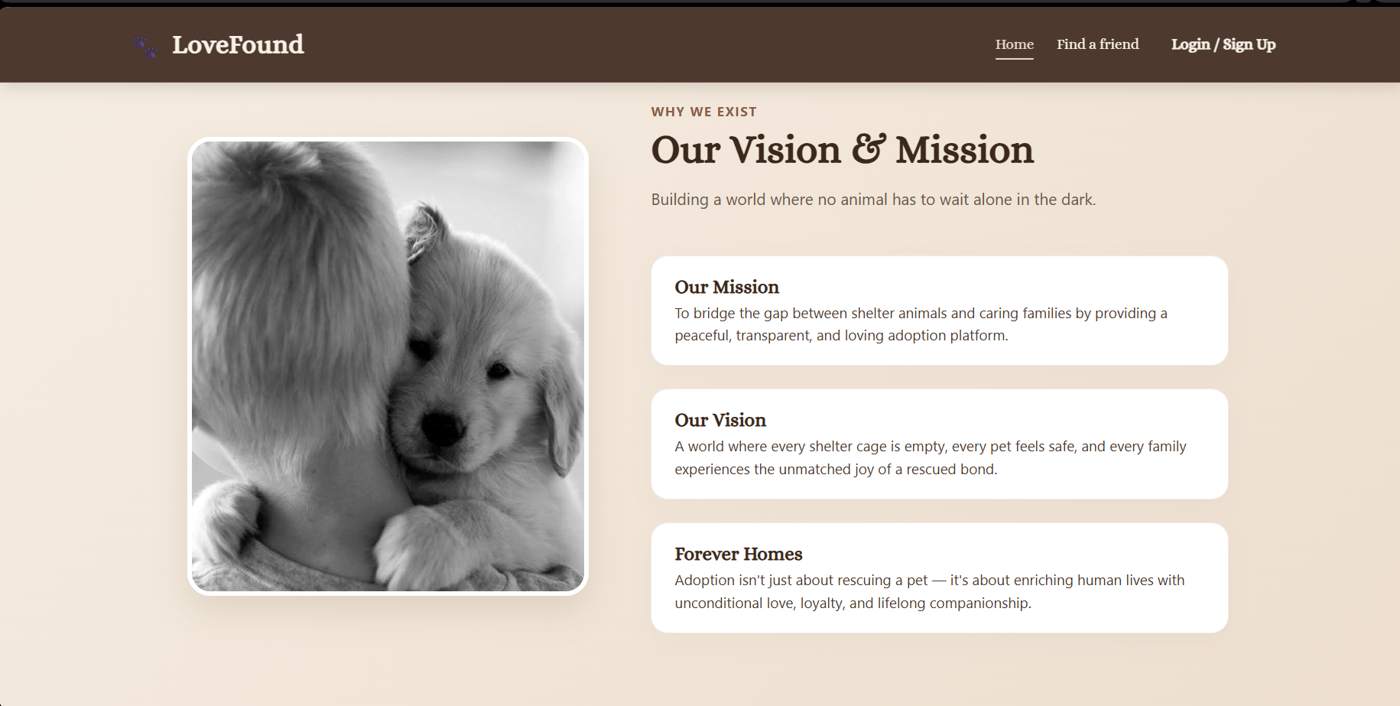 LoveFound
Home
Find a friend
Login / Sign Up
WHY WE EXIST
Our Vision & Mission
Building a world where no animal has to wait alone in the dark.
Our Mission
To bridge the gap between shelter animals and caring families by providing a
peaceful, transparent, and loving adoption platform.
Our Vision
A world where every shelter cage is empty, every pet feels safe, and every family
experiences the unmatched joy of a rescued bond.
Forever Homes
Adoption isn't just about rescuing a pet — it's about enriching human lives with
unconditional love, loyalty, and lifelong companionship.